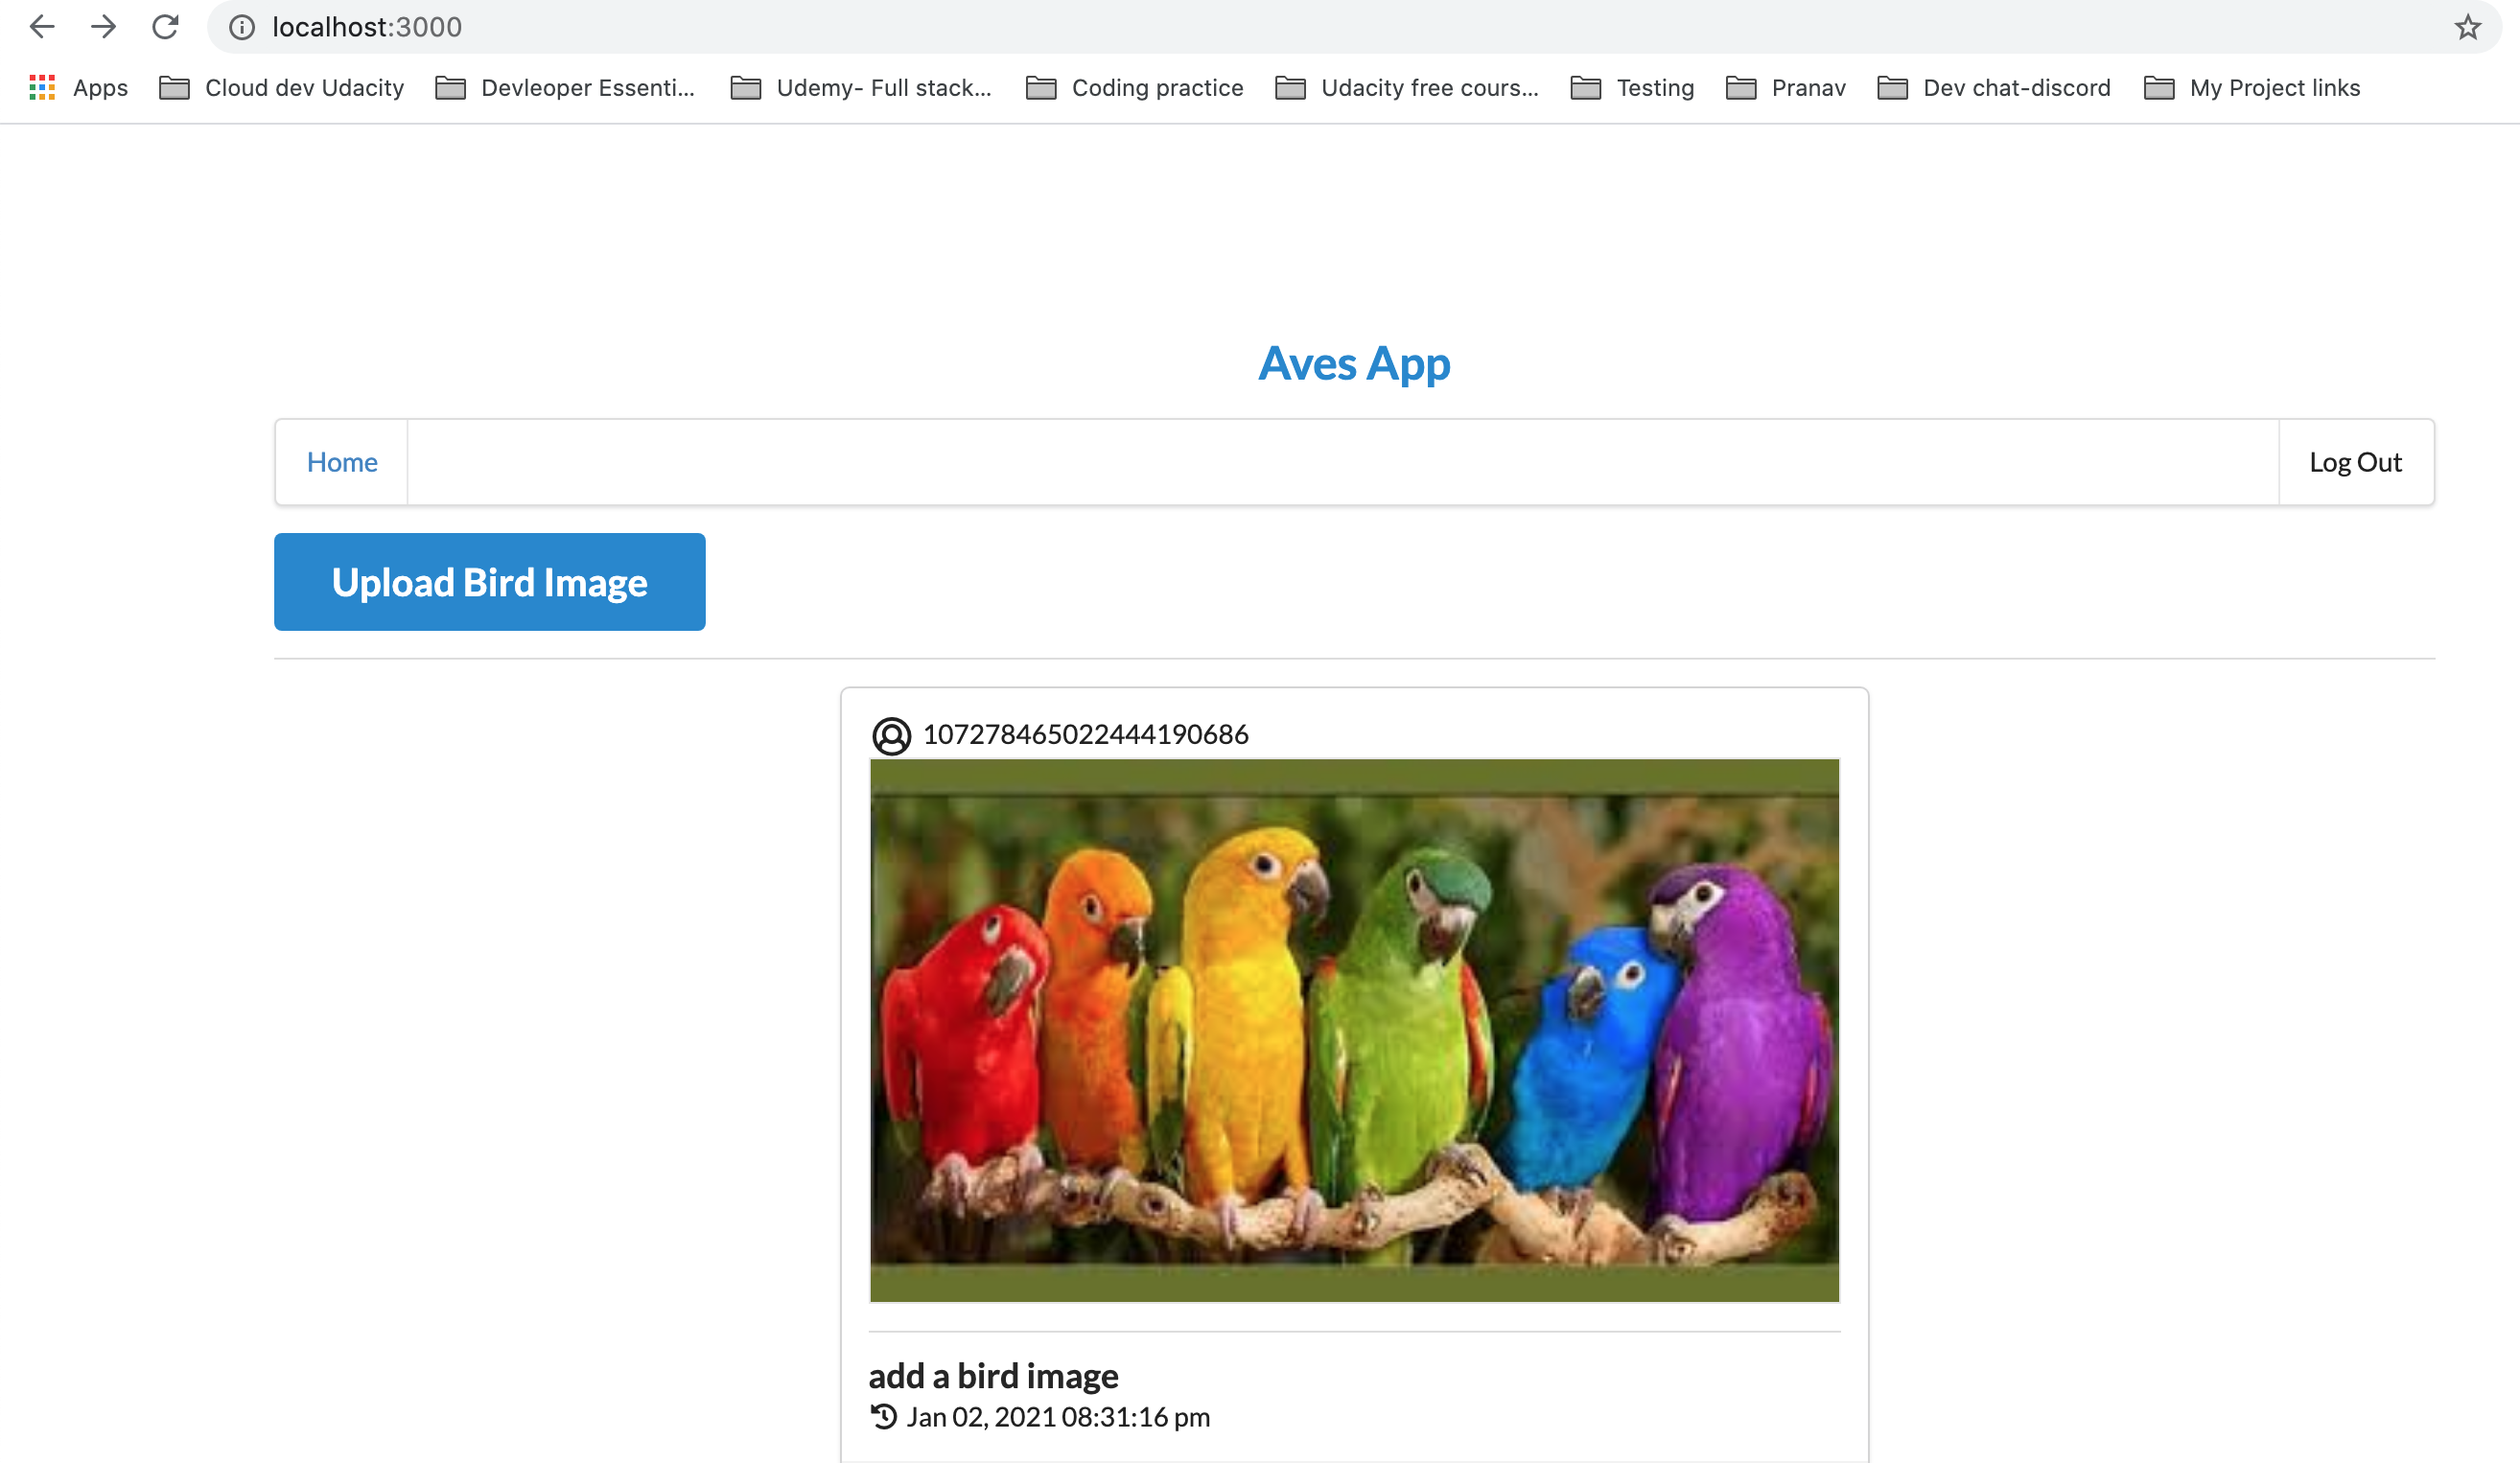 localhost:3000
Apps Cloud dev Udacity Devleoper Essenti... Udemy- Full stack... Coding practice Udacity free cours... Testing Pranav Dev chat-discord My Project links
Aves App
Home Log Out
Upload Bird Image
107278465022444190686
add a bird image
Jan 02, 2021 08:31:16 pm